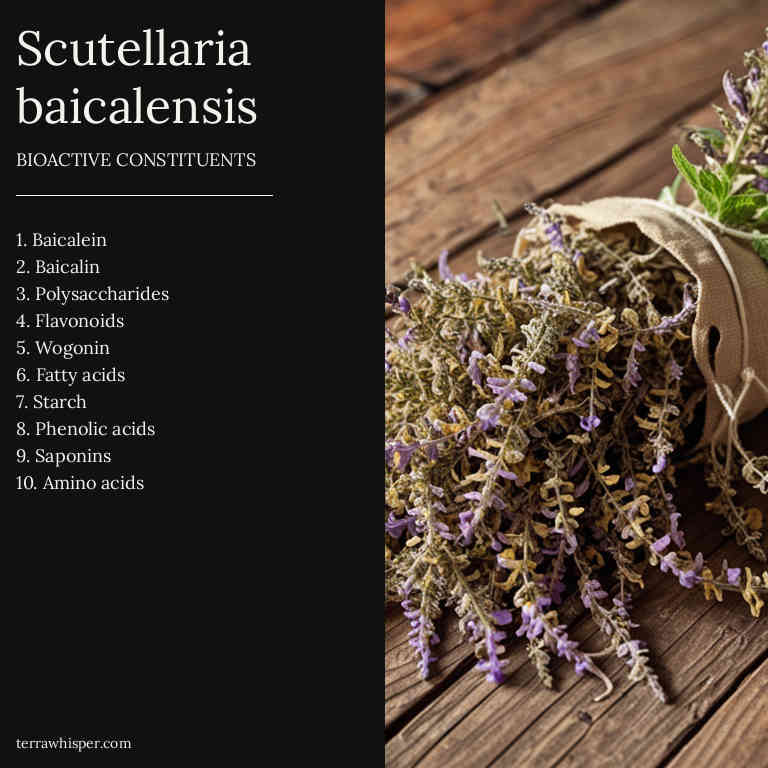 Scutellaria
baicalensis
BIOACTIVE CONSTITUENTS
1. Baicalein
2. Baicalin
3. Polysaccharides
4. Flavonoids
5. Wogonin
6. Fatty acids
7. Starch
8. Phenolic acids
9. Saponins
10. Amino acids
terrawhisper.com